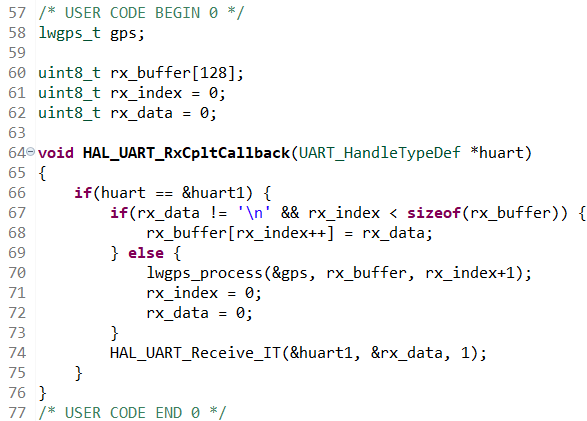 57 /* USER CODE BEGIN 0 */
58 lwgps_t gps;
59
60 uint8_t rx_buffer[128];
61 uint8_t rx_index = 0;
62 uint8_t rx_data = 0;
63
64 void HAL_UART_RxCpltCallback(UART_HandleTypeDef *huart)
65 {
66     if(huart == &huart1) {
67         if(rx_data != '\n' && rx_index < sizeof(rx_buffer)) {
68             rx_buffer[rx_index++] = rx_data;
69         } else {
70             lwgps_process(&gps, rx_buffer, rx_index+1);
71             rx_index = 0;
72             rx_data = 0;
73         }
74         HAL_UART_Receive_IT(&huart1, &rx_data, 1);
75     }
76 }
77 /* USER CODE END 0 */